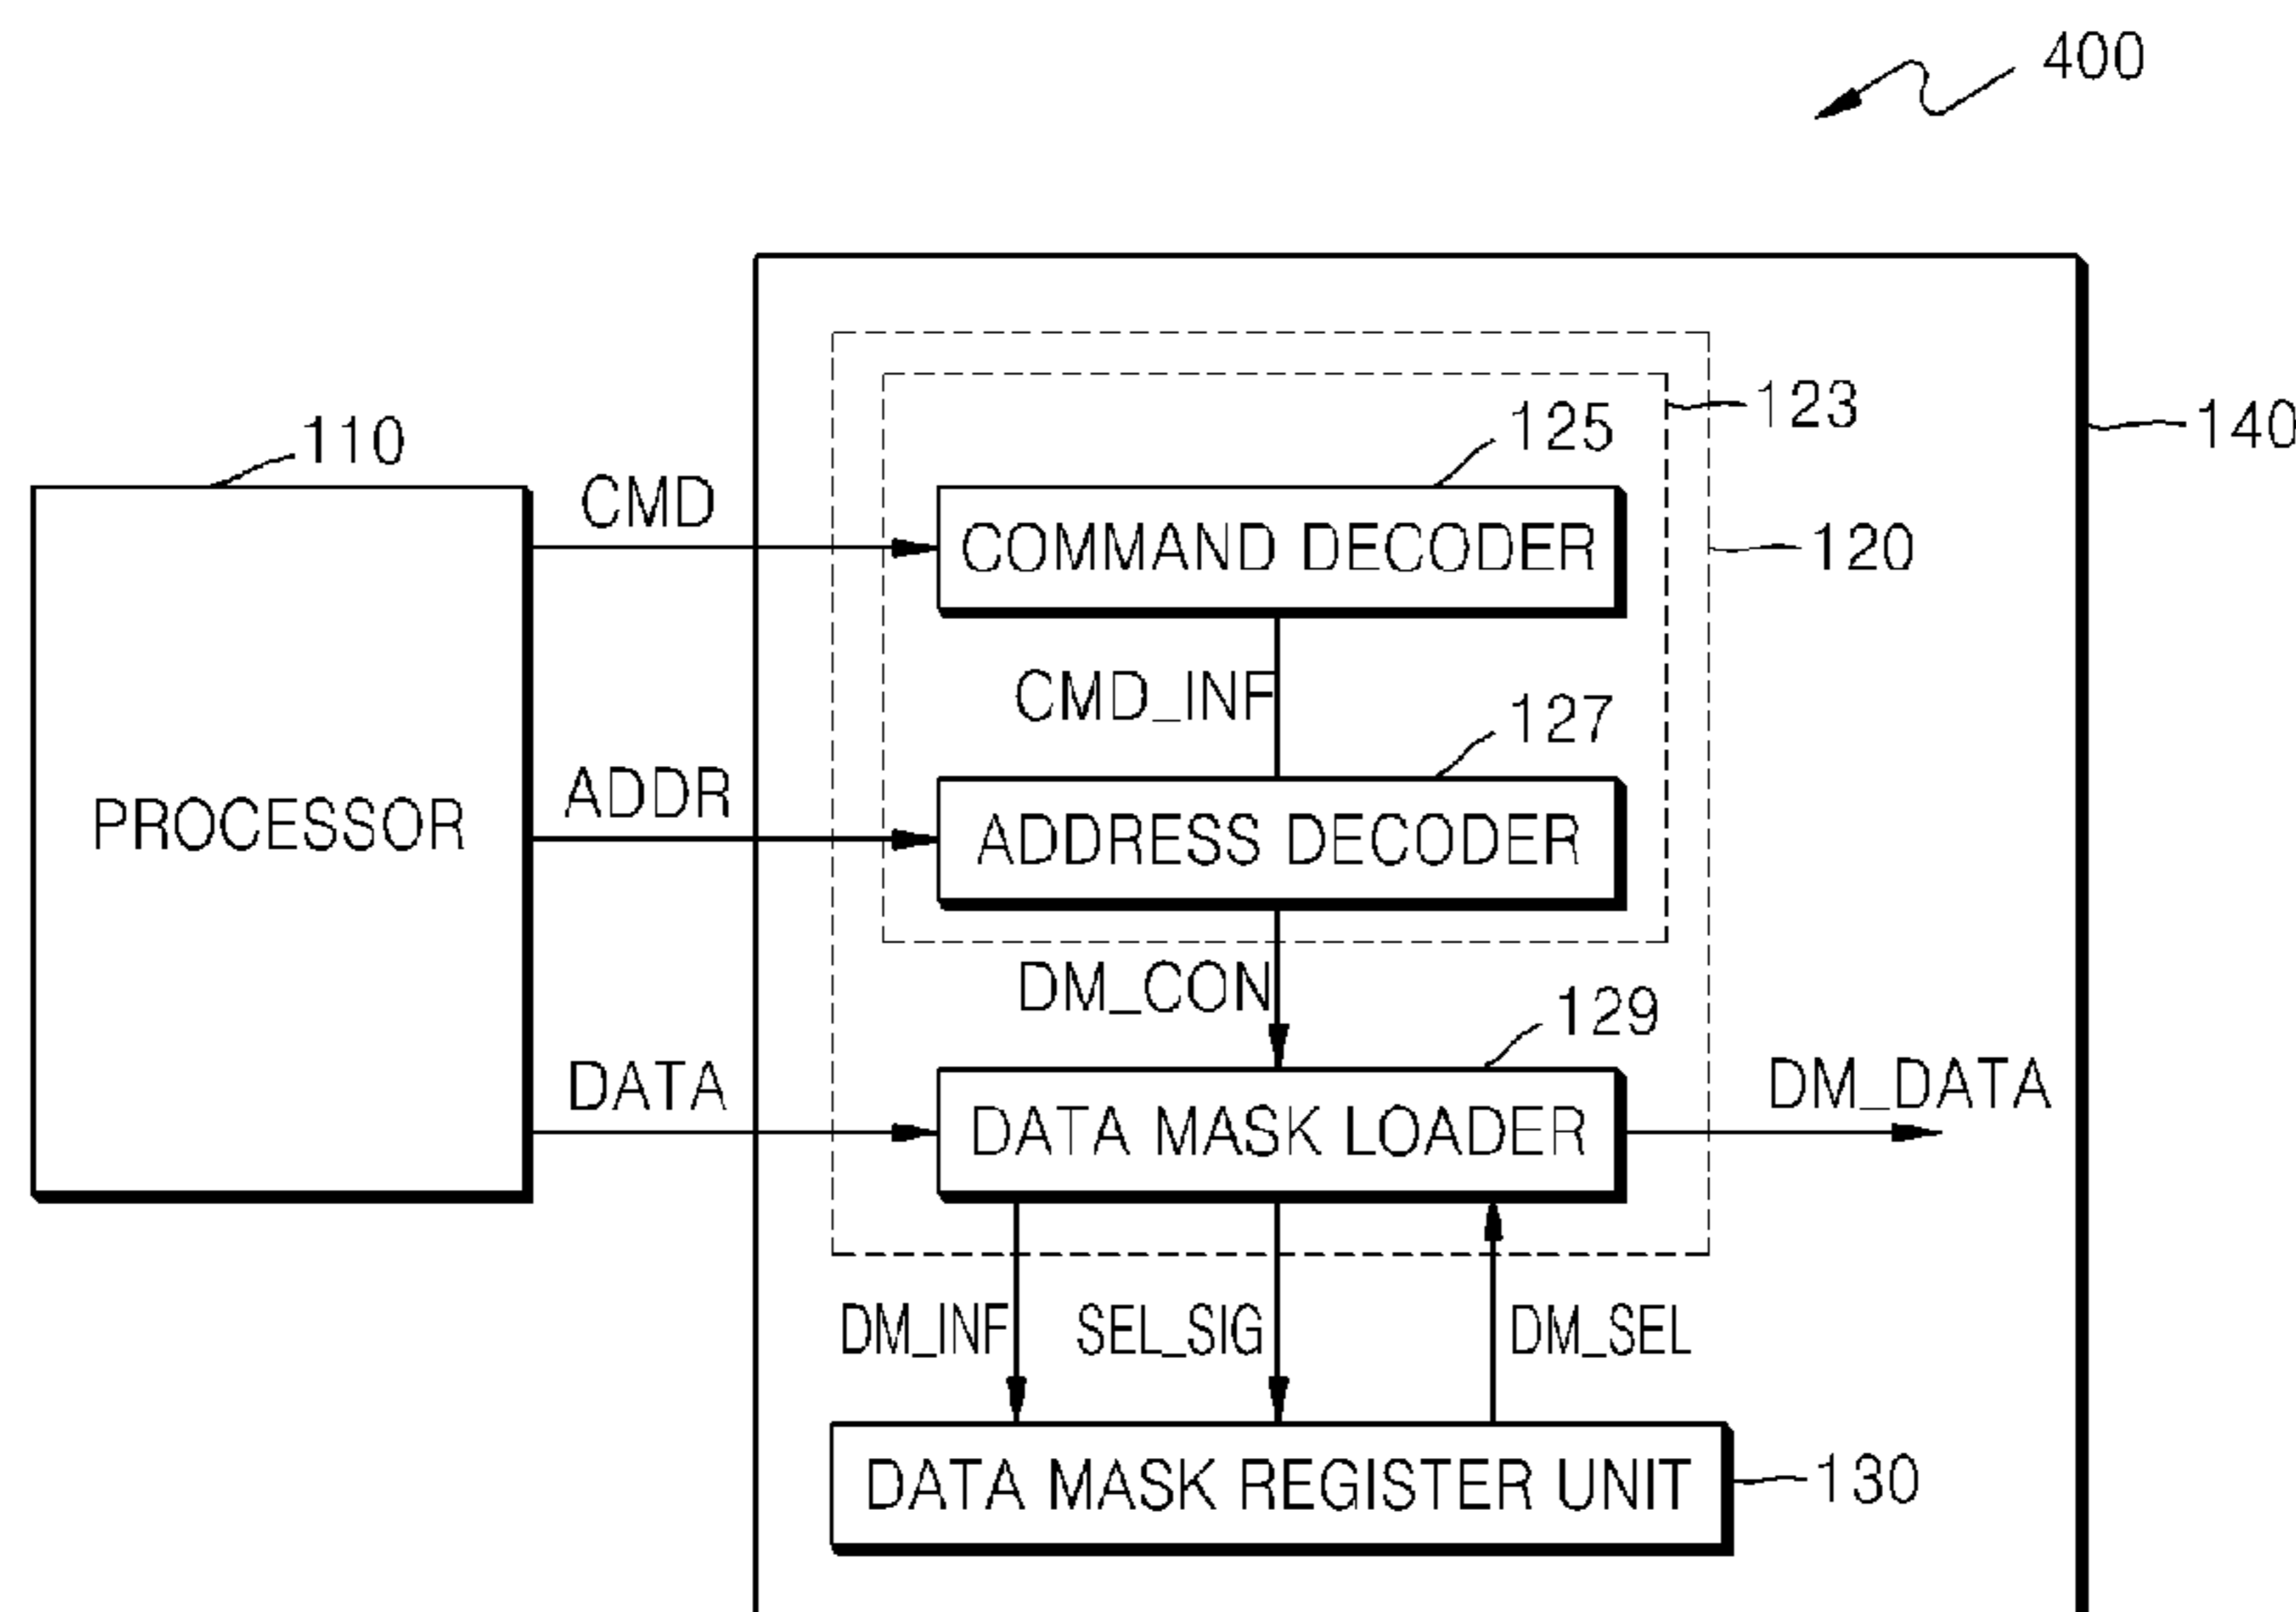 400
110
CMD
125
123
140
COMMAND DECODER
120
CMD_INF
127
PROCESSOR
ADDR
ADDRESS DECODER
DM_CON
129
DATA
DATA MASK LOADER
DM_DATA
DM_INF
SEL_SIG
DM_SEL
DATA MASK REGISTER UNIT
130